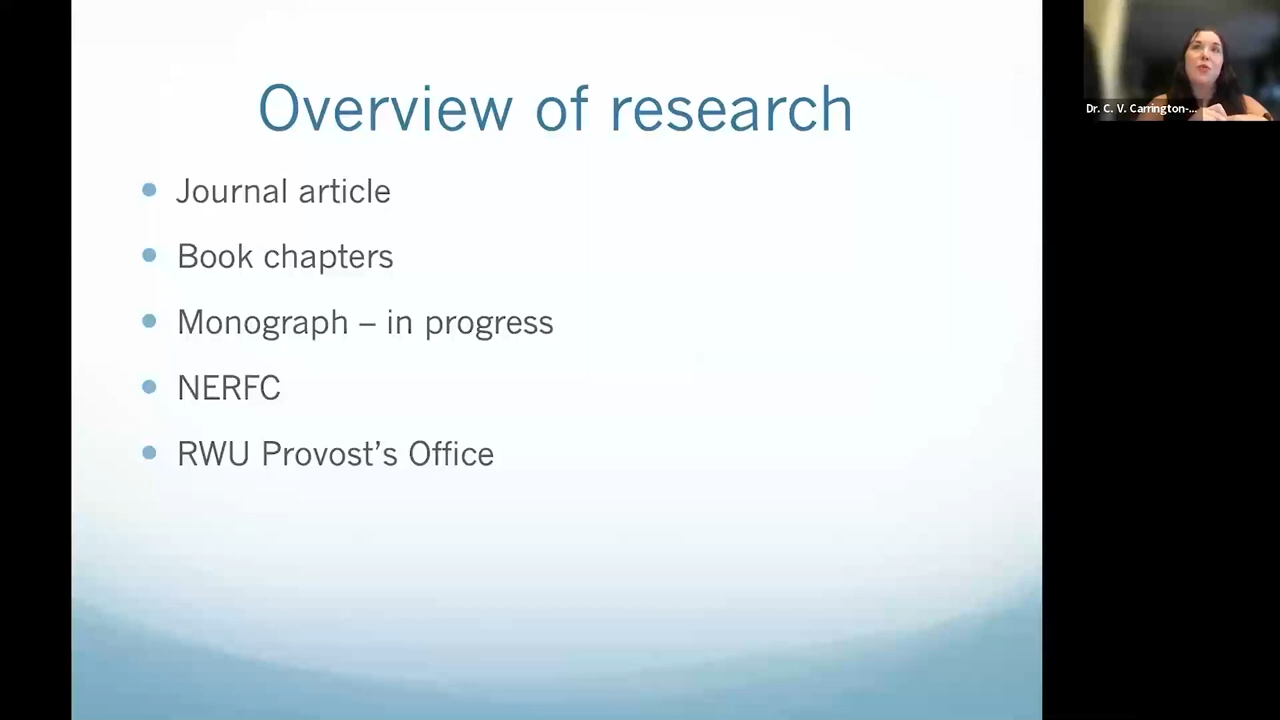 Overview of research
Journal article
Book chapters
Monograph – in progress
NERFC
RWU Provost’s Office
Dr. C. V. Carrington-...